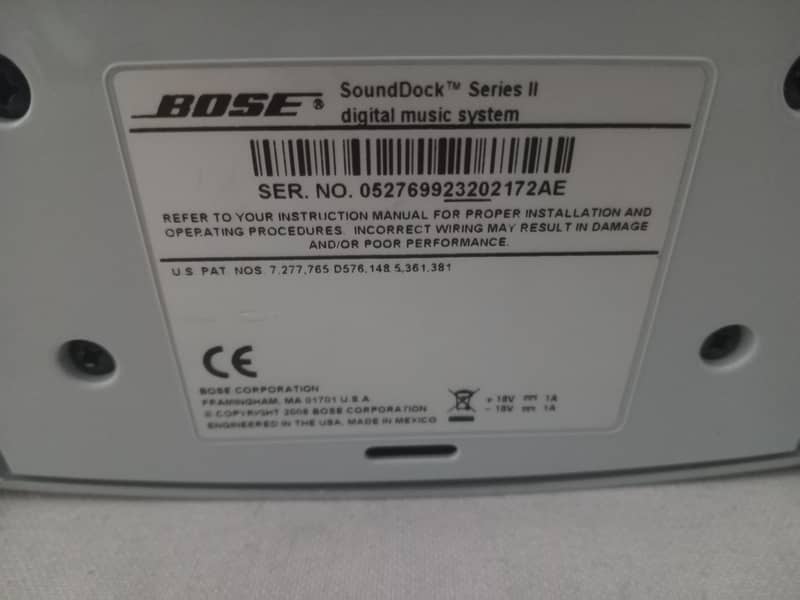 BOSE® SoundDock™ Series II
digital music system
SER. NO. 052769923202172AE
REFER TO YOUR INSTRUCTION MANUAL FOR PROPER INSTALLATION AND
OPERATING PROCEDURES. INCORRECT WIRING MAY RESULT IN DAMAGE
AND/OR POOR PERFORMANCE.
U.S. PAT. NOS. 7,277,765 D576,148 5,361,381
CE
BOSE CORPORATION
FRAMINGHAM, MA 01701 U.S.A.
© COPYRIGHT 2008 BOSE CORPORATION
ENGINEERED IN THE USA, MADE IN MEXICO
+ 18V ⎓ 1A
- 18V ⎓ 1A